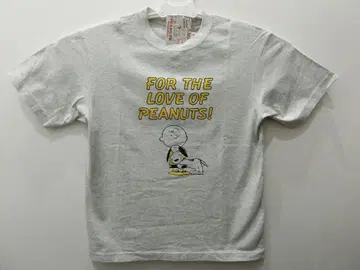 FOR THE
LOVE OF
PEANUTS!